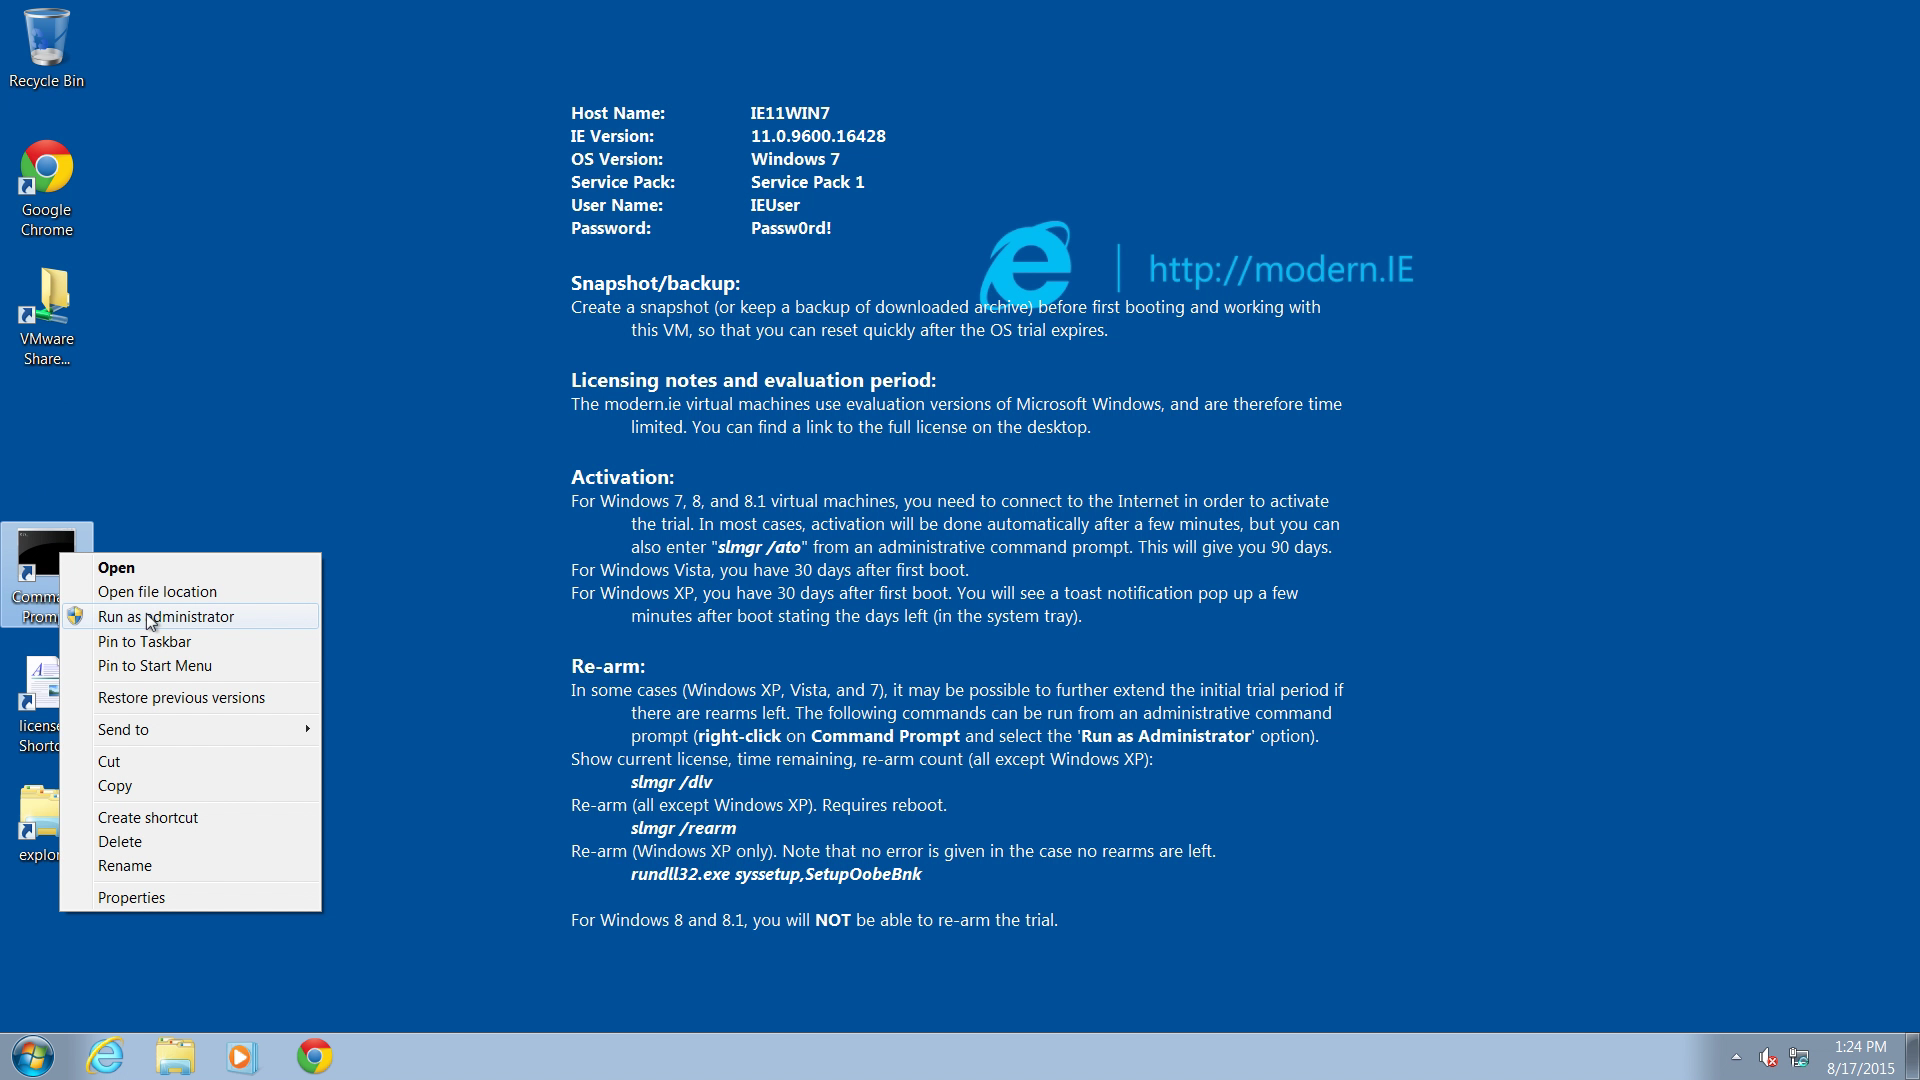 Recycle Bin
Google
Chrome
VMware
Share...
Host Name: IE11WIN7
IE Version: 11.0.9600.16428
OS Version: Windows 7
Service Pack: Service Pack 1
User Name: IEUser
Password: Passw0rd!
http://modern.IE
Snapshot/backup:
Create a snapshot (or keep a backup of downloaded archive) before first booting and working with
this VM, so that you can reset quickly after the OS trial expires.
Licensing notes and evaluation period:
The modern.ie virtual machines use evaluation versions of Microsoft Windows, and are therefore time
limited. You can find a link to the full license on the desktop.
Activation:
For Windows 7, 8, and 8.1 virtual machines, you need to connect to the Internet in order to activate
the trial. In most cases, activation will be done automatically after a few minutes, but you can
also enter "slmgr /ato" from an administrative command prompt. This will give you 90 days.
For Windows Vista, you have 30 days after first boot.
For Windows XP, you have 30 days after first boot. You will see a toast notification pop up a few
minutes after boot stating the days left (in the system tray).
Re-arm:
In some cases (Windows XP, Vista, and 7), it may be possible to further extend the initial trial period if
there are rearms left. The following commands can be run from an administrative command
prompt (right-click on Command Prompt and select the 'Run as Administrator' option).
Show current license, time remaining, re-arm count (all except Windows XP):
slmgr /dlv
Re-arm (all except Windows XP). Requires reboot.
slmgr /rearm
Re-arm (Windows XP only). Note that no error is given in the case no rearms are left.
rundll32.exe syssetup,SetupOobeBnk
For Windows 8 and 8.1, you will NOT be able to re-arm the trial.
Comma
Prom
license
Shortc
explor
Open
Open file location
Run as administrator
Pin to Taskbar
Pin to Start Menu
Restore previous versions
Send to
Cut
Copy
Create shortcut
Delete
Rename
Properties
1:24 PM
8/17/2015